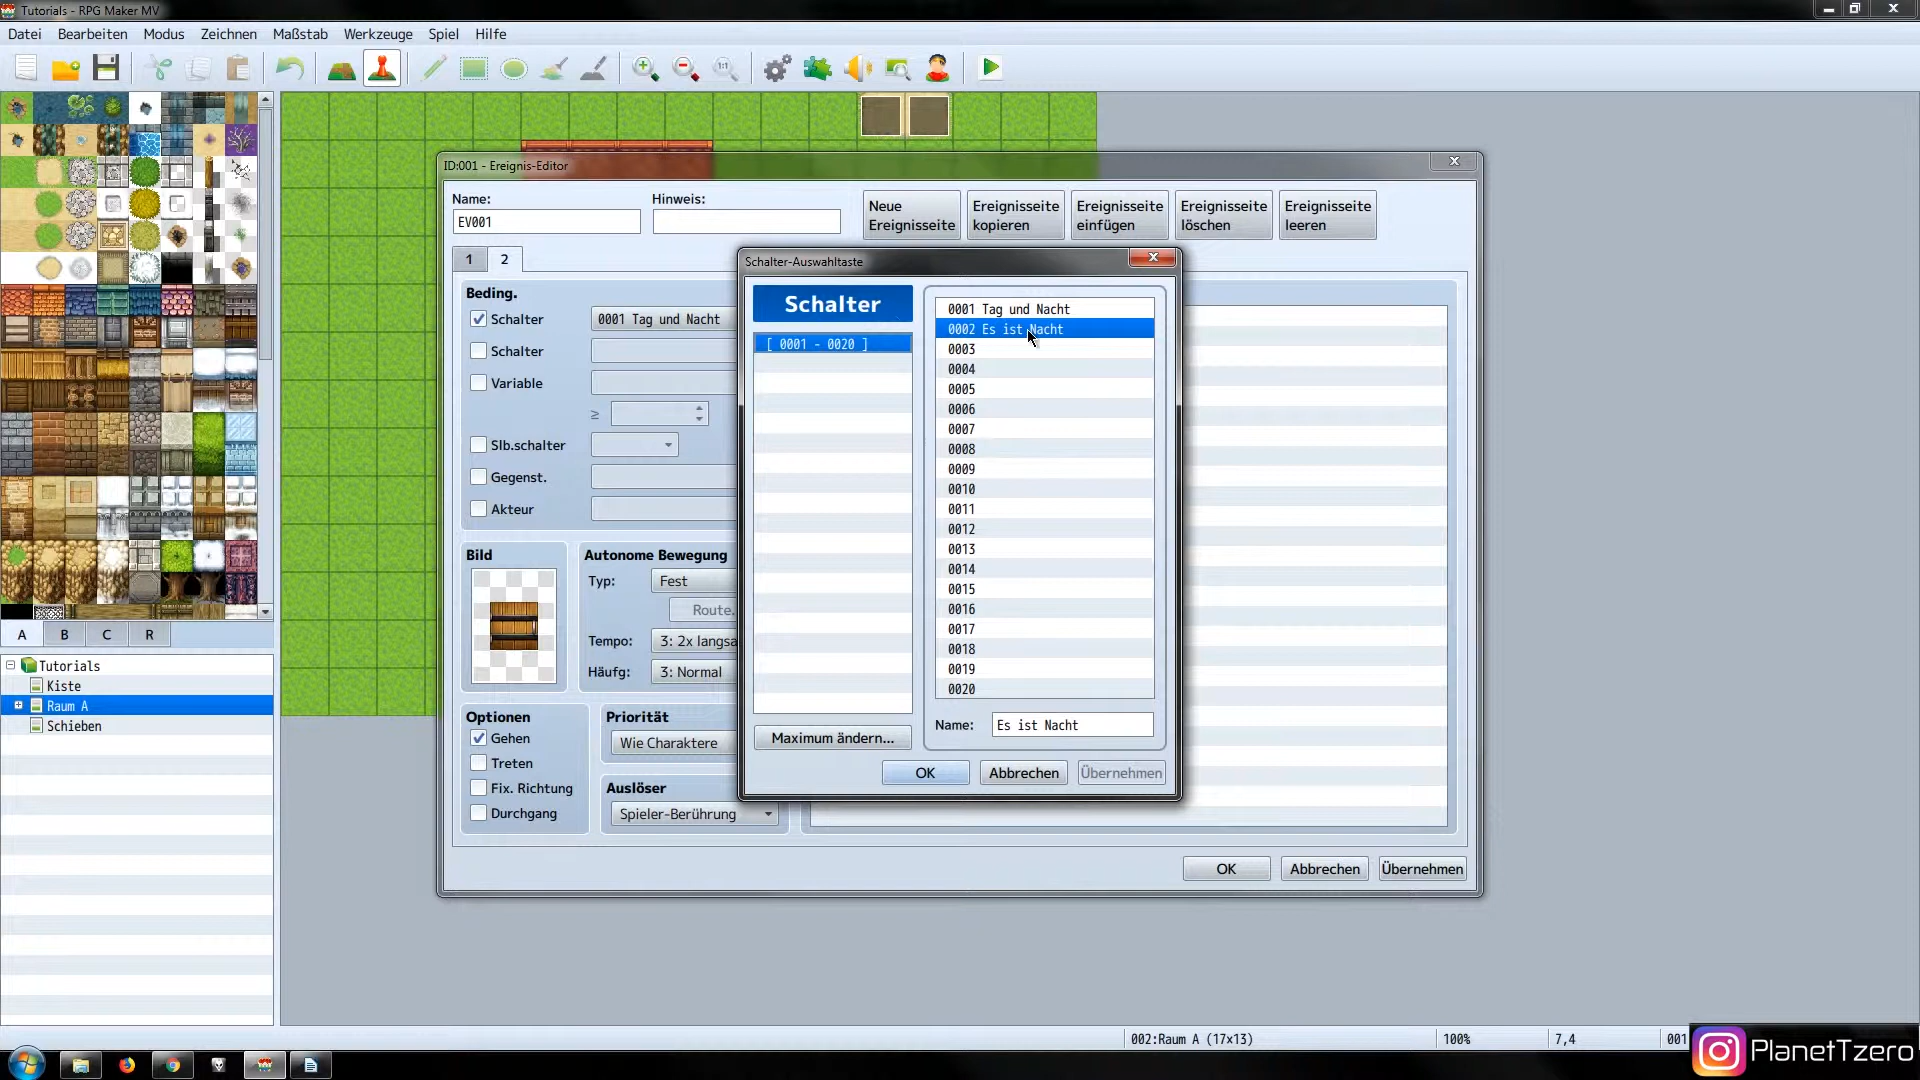 Tutorials - RPG Maker MV
Datei Bearbeiten Modus Zeichnen Maßstab Werkzeuge Spiel Hilfe
1:1
ID:001 - Ereignis-Editor
Name: Hinweis:
EV001
Neue Ereignisseite
Ereignisseite kopieren
Ereignisseite einfügen
Ereignisseite löschen
Ereignisseite leeren
1 2
Beding.
Schalter 0001 Tag und Nacht
Schalter
Variable
≥
Slb.schalter
Gegenst.
Akteur
Bild
Autonome Bewegung
Typ: Fest
Route.
Tempo: 3: 2x langsa
Häufg: 3: Normal
Optionen
Gehen
Treten
Fix. Richtung
Durchgang
Priorität
Wie Charaktere
Auslöser
Spieler-Berührung
OK Abbrechen Übernehmen
Schalter-Auswahltaste
Schalter
[ 0001 - 0020 ]
Maximum ändern...
0001 Tag und Nacht
0002 Es ist Nacht
0003
0004
0005
0006
0007
0008
0009
0010
0011
0012
0013
0014
0015
0016
0017
0018
0019
0020
Name: Es ist Nacht
OK Abbrechen Übernehmen
A B C R
Tutorials
Kiste
Raum A
Schieben
002:Raum A (17x13) 100% 7,4 001
PlanetTzero